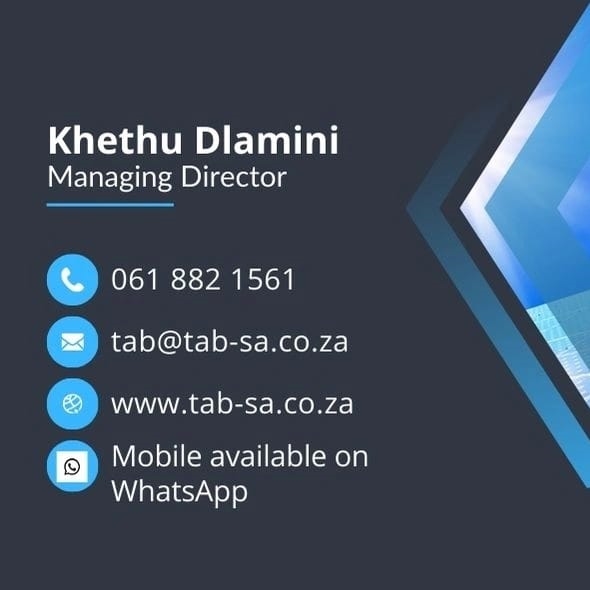 Khethu Dlamini
Managing Director
061 882 1561
tab@tab-sa.co.za
www.tab-sa.co.za
Mobile available on
WhatsApp